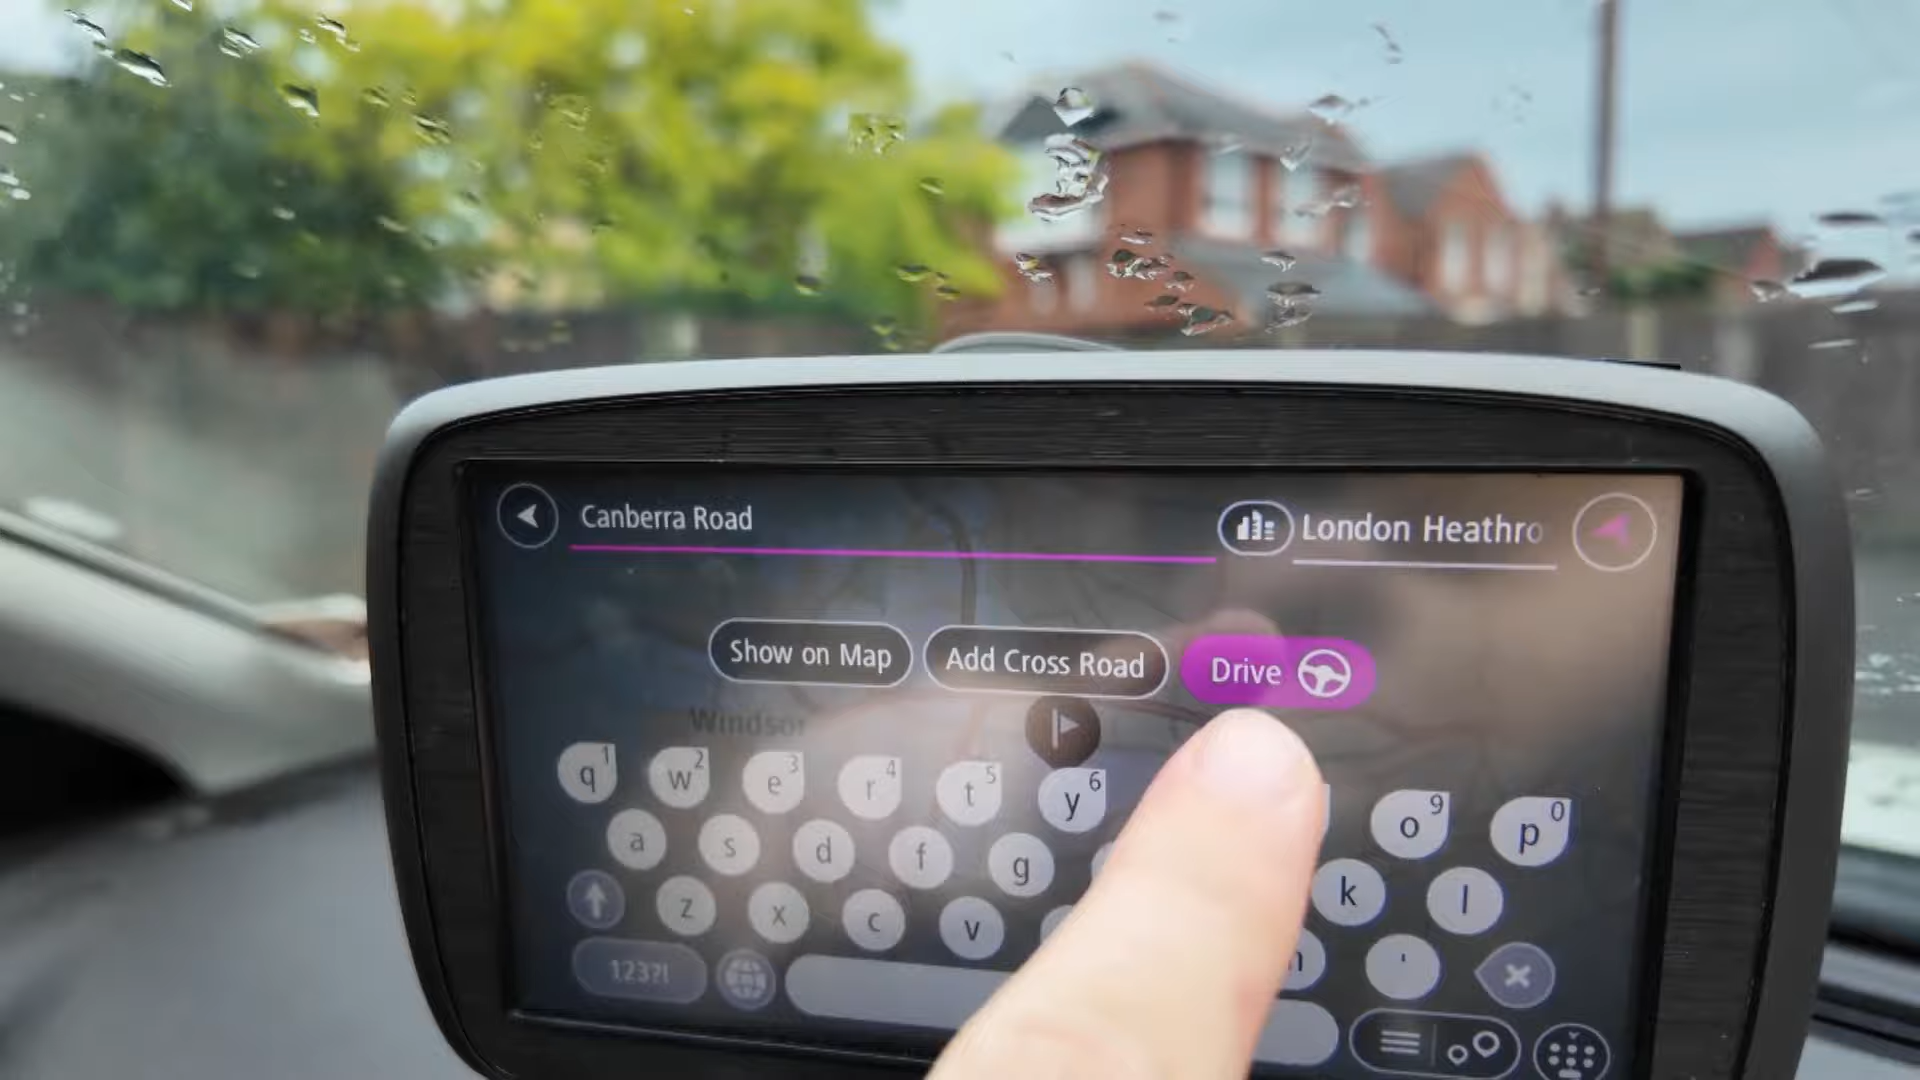 Canberra Road
London Heathro
Show on Map
Add Cross Road
Drive
Windsor
q1 w2 e3 r4 t5 y6 o9 p0
a s d f g k l
z x c v '
123?!